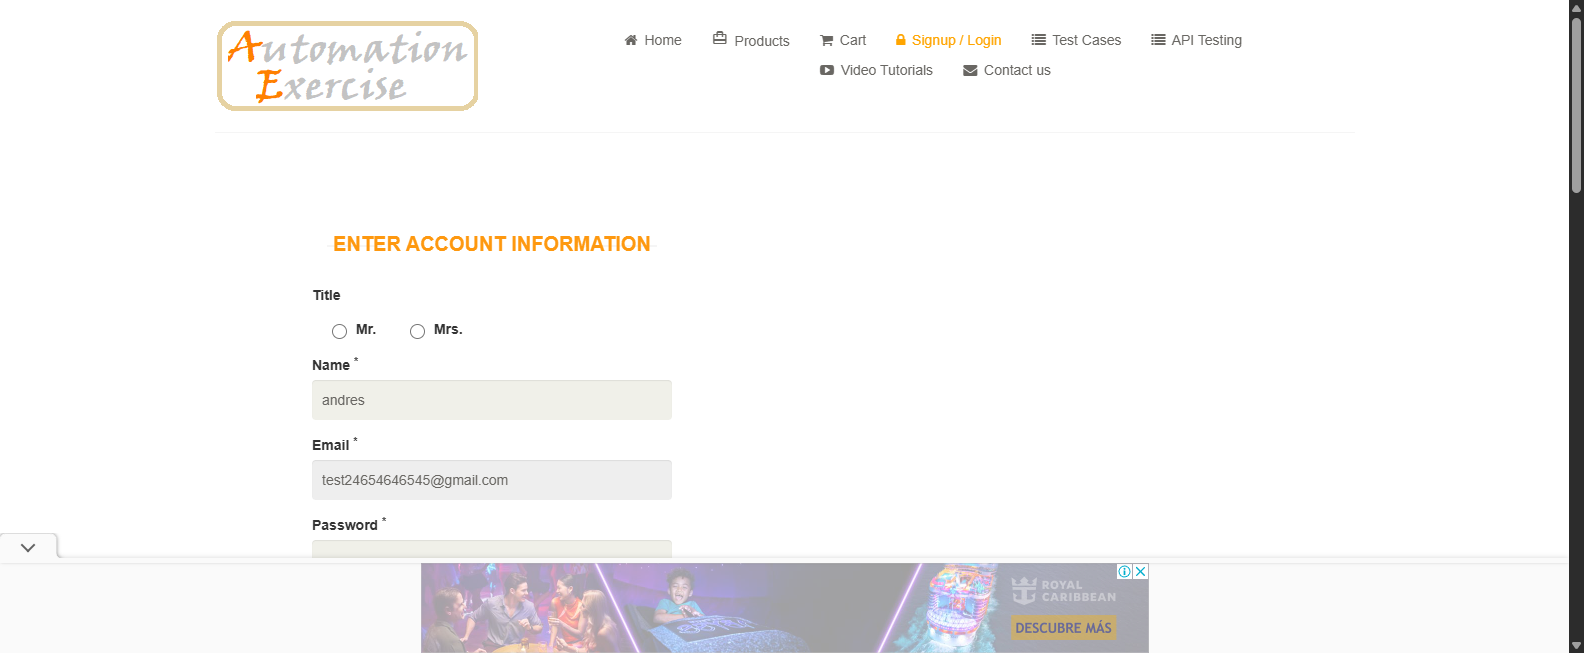 Automation
Exercise
Home
Products
Cart
Signup / Login
Test Cases
API Testing
Video Tutorials
Contact us
ENTER ACCOUNT INFORMATION
Title
Mr.
Mrs.
Name *
andres
Email *
test24654646545@gmail.com
Password *
ROYAL
CARIBBEAN
DESCUBRE MÁS